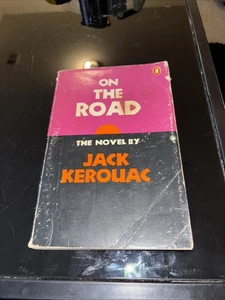 ON
THE
ROAD
THE NOVEL BY
JACK
KEROUAC